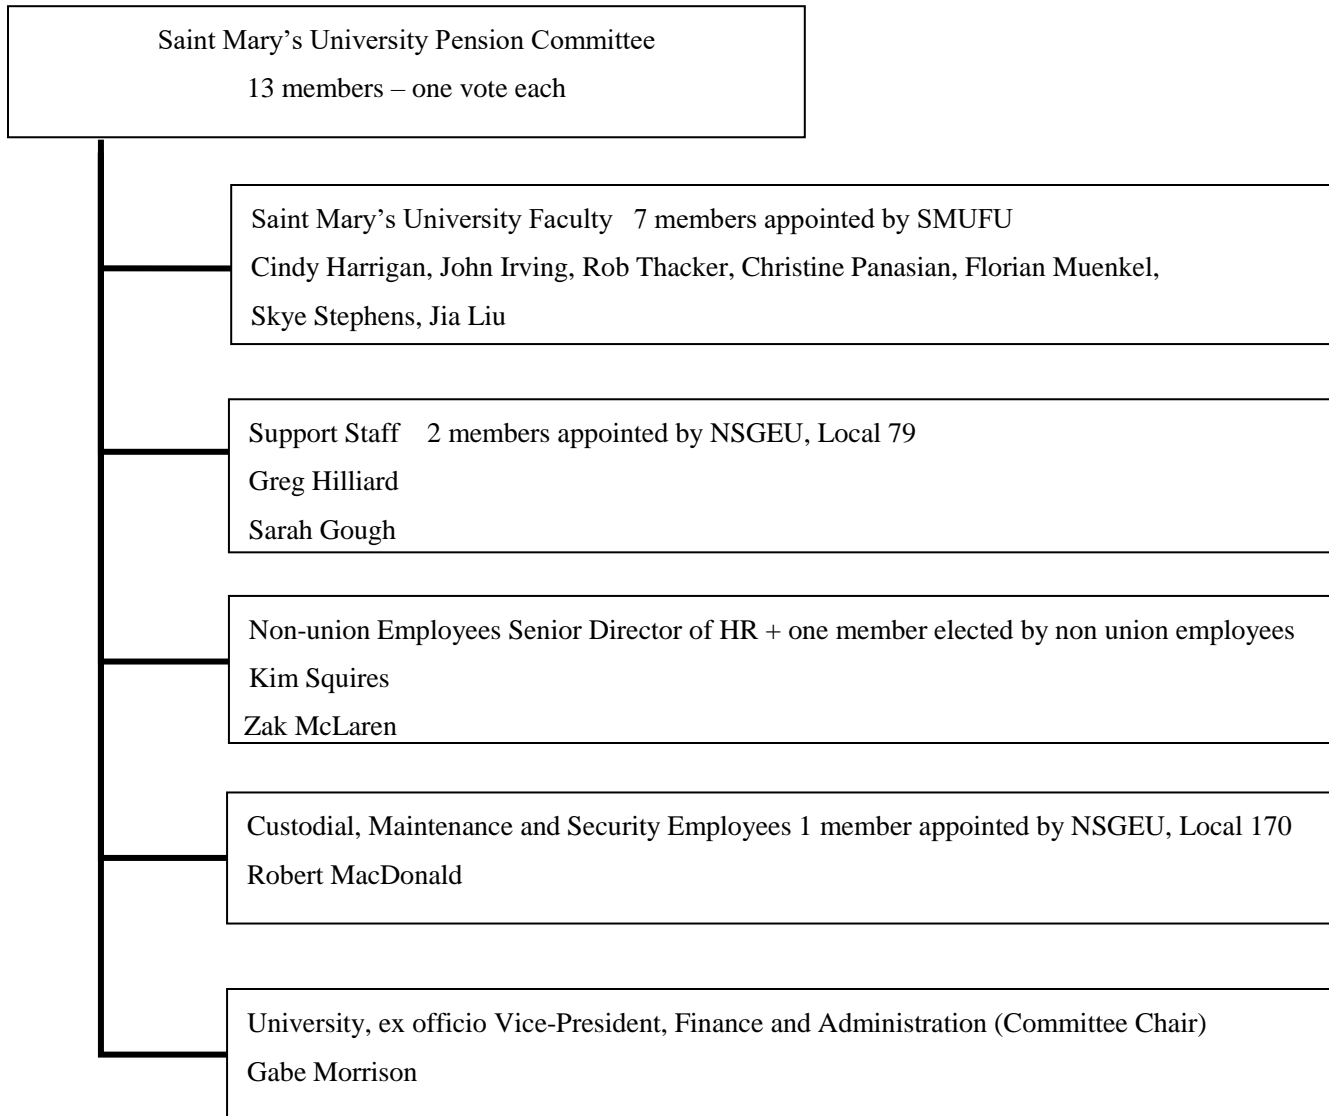 Saint Mary’s University Pension Committee
13 members – one vote each
Saint Mary’s University Faculty 7 members appointed by SMUFU
Cindy Harrigan, John Irving, Rob Thacker, Christine Panasian, Florian Muenkel,
Skye Stephens, Jia Liu
Support Staff 2 members appointed by NSGEU, Local 79
Greg Hilliard
Sarah Gough
Non-union Employees Senior Director of HR + one member elected by non union employees
Kim Squires
Zak McLaren
Custodial, Maintenance and Security Employees 1 member appointed by NSGEU, Local 170
Robert MacDonald
University, ex officio Vice-President, Finance and Administration (Committee Chair)
Gabe Morrison